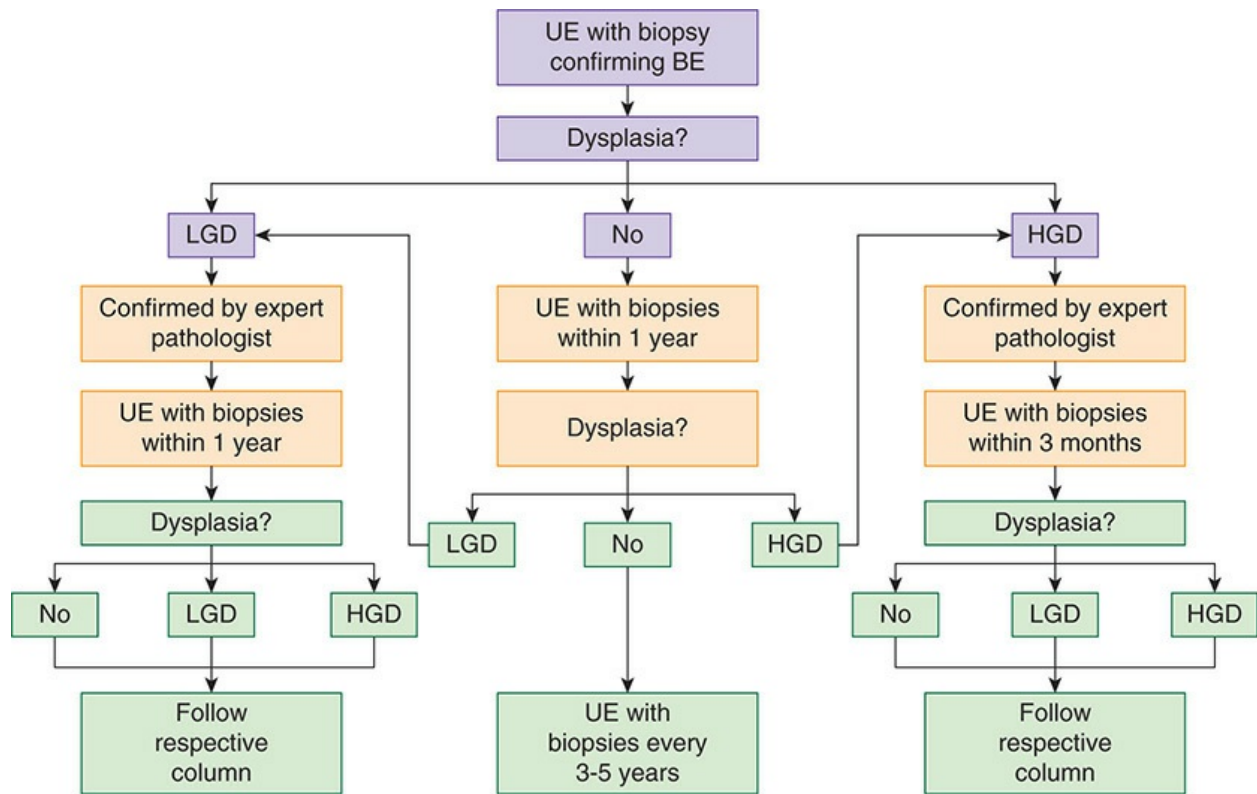 UE with biopsy
confirming BE
Dysplasia?
LGD
No
HGD
Confirmed by expert
pathologist
UE with biopsies
within 1 year
Confirmed by expert
pathologist
UE with biopsies
within 1 year
Dysplasia?
UE with biopsies
within 3 months
Dysplasia?
LGD
No
HGD
Dysplasia?
No
LGD
HGD
No
LGD
HGD
Follow
respective
column
UE with
biopsies every
3-5 years
Follow
respective
column